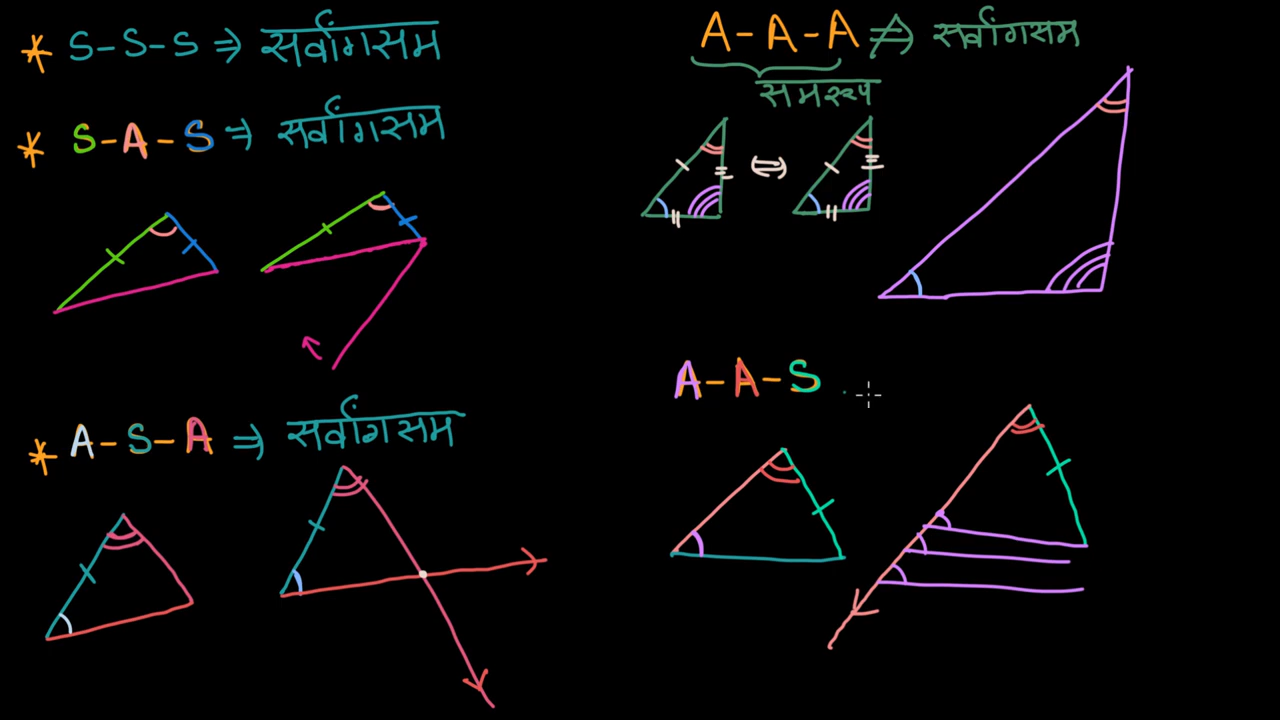 * S-S-S ⇒ सर्वांगसम
* S-A-S ⇒ सर्वांगसम
* A-S-A ⇒ सर्वांगसम
A-A-A ⇏ सर्वांगसम
समरूप
A-A-S